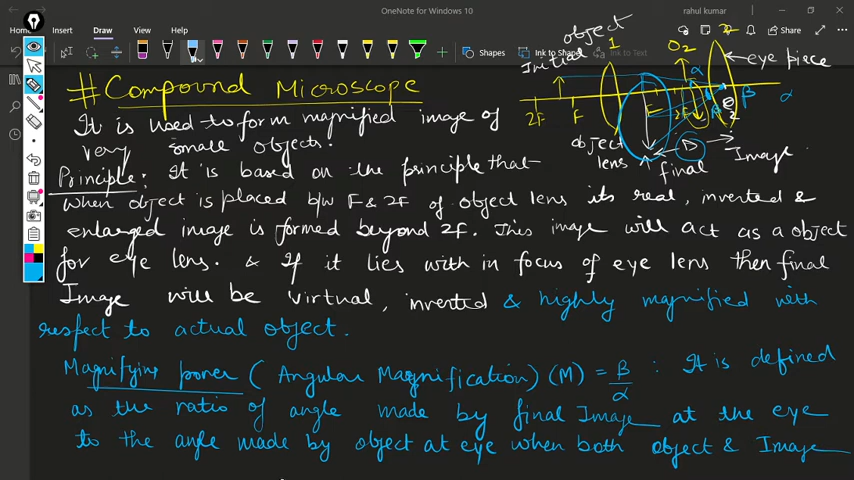 OneNote for Windows 10
rahul kumar
Home
Draw
View
Help
Share
Shapes
Ink to Shape
Ink to Text
# Compound Microscope
It is used to form magnified image of
very small objects.
Principle: It is based on the principle that
when object is placed b/w F & 2F of object lens its real, inverted &
enlarged image is formed beyond 2F. This image will act as a object
for eye lens. & If it lies with in focus of eye lens then final
Image will be virtual, inverted & highly magnified with
respect to actual object.
Magnifying power ( Angular Magnification) (M) = β/α : It is defined
as the ratio of angle made by final Image at the eye
to the angle made by object at eye when both object & Image
object
Initial
1
O2
2
eye piece
α
β
α
2F
F
F
2F
object
lens
D
final
Image